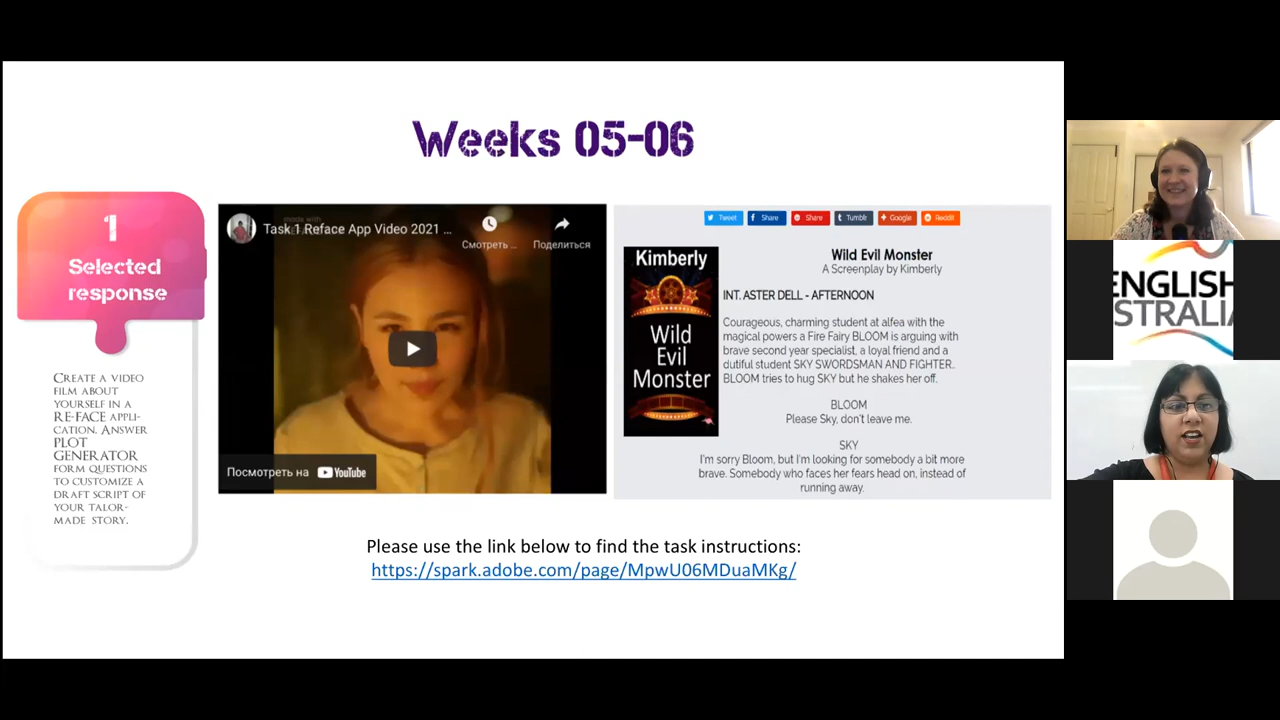 Weeks 05-06
1
Selected
response
CREATE A VIDEO
FILM ABOUT
YOURSELF IN A
RE-FACE APPLI-
CATION. ANSWER
PLOT
GENERATOR
FORM QUESTIONS
TO CUSTOMIZE A
DRAFT SCRIPT OF
YOUR TALOR-
MADE STORY.
made with
Task 1 Reface App Video 2021 ...
Смотреть ...
Поделиться
Посмотреть на YouTube
Tweet
Share
Share
Tumblr
Google
Reddit
Kimberly
Wild
Evil
Monster
Wild Evil Monster
A Screenplay by Kimberly
INT. ASTER DELL - AFTERNOON
Courageous, charming student at alfea with the
magical powers a Fire Fairy BLOOM is arguing with
brave second year specialist, a loyal friend and a
dutiful student SKY SWORDSMAN AND FIGHTER..
BLOOM tries to hug SKY but he shakes her off.
BLOOM
Please Sky, don't leave me.
SKY
I'm sorry Bloom, but I'm looking for somebody a bit more
brave. Somebody who faces her fears head on, instead of
running away.
Please use the link below to find the task instructions:
https://spark.adobe.com/page/MpwU06MDuaMKg/
ENGLISH
USTRALIA